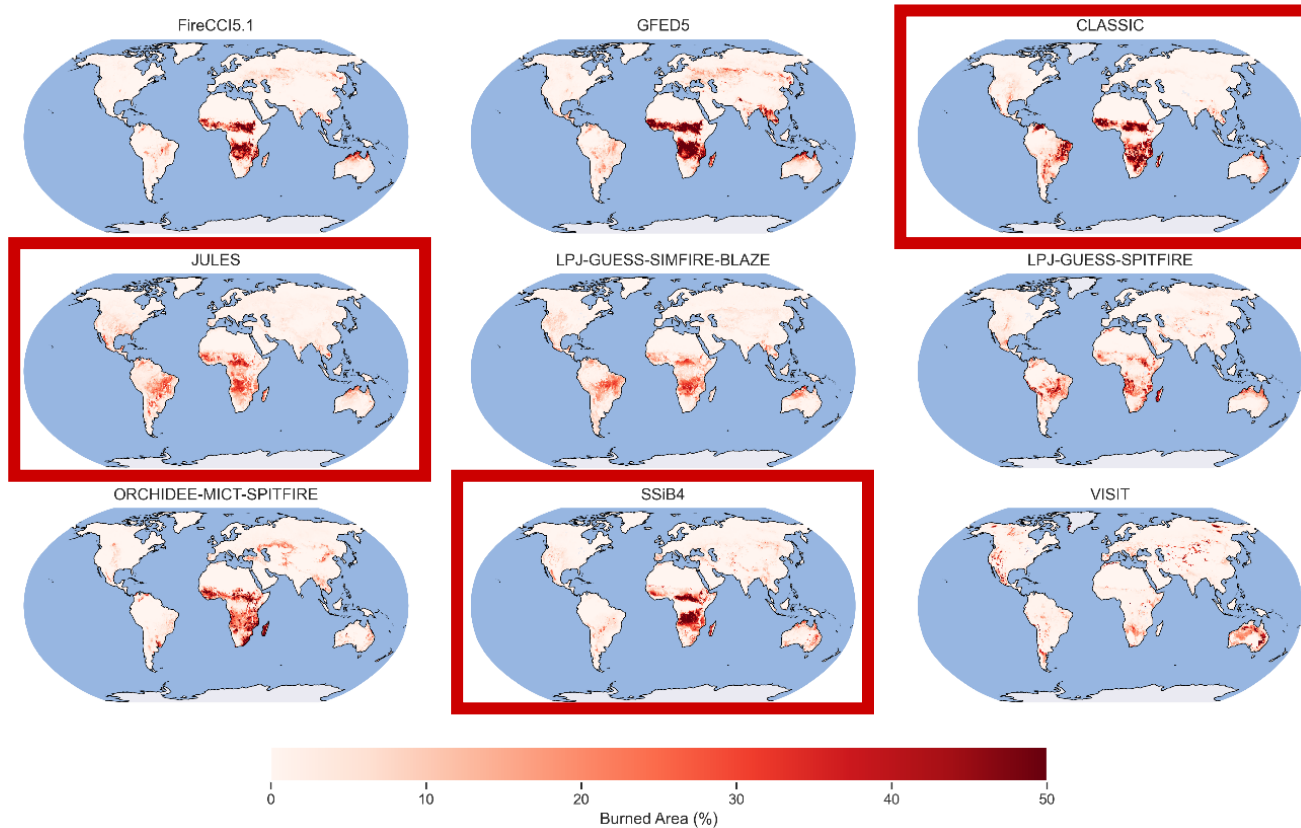 FireCCI5.1
GFED5
CLASSIC
JULES
LPJ-GUESS-SIMFIRE-BLAZE
LPJ-GUESS-SPITFIRE
ORCHIDEE-MICT-SPITFIRE
SSiB4
VISIT
0 10 20 30 40 50
Burned Area (%)